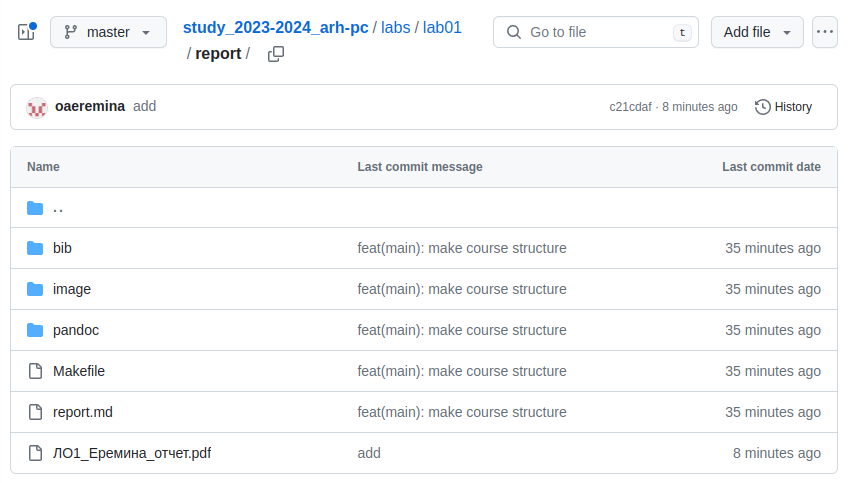 master
study_2023-2024_arh-pc / labs / lab01
/ report /
Go to file
t
Add file
oaeremina add
c21cdaf · 8 minutes ago
History
Name Last commit message Last commit date
..
bib feat(main): make course structure 35 minutes ago
image feat(main): make course structure 35 minutes ago
pandoc feat(main): make course structure 35 minutes ago
Makefile feat(main): make course structure 35 minutes ago
report.md feat(main): make course structure 35 minutes ago
ЛО1_Еремина_отчет.pdf add 8 minutes ago